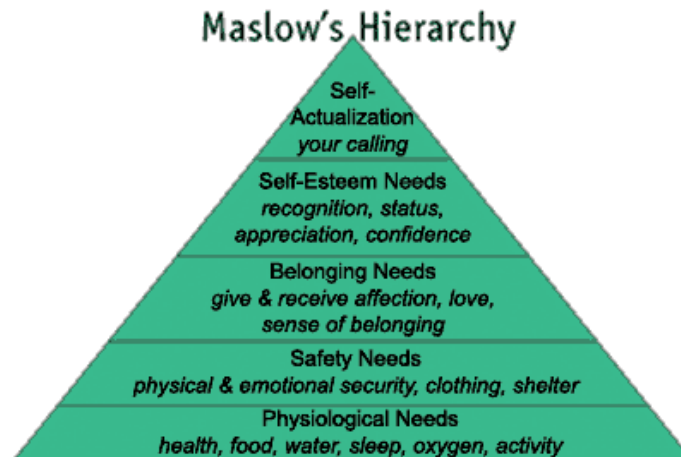 Maslow's Hierarchy
Self-
Actualization
your calling
Self-Esteem Needs
recognition, status,
appreciation, confidence
Belonging Needs
give & receive affection, love,
sense of belonging
Safety Needs
physical & emotional security, clothing, shelter
Physiological Needs
health, food, water, sleep, oxygen, activity